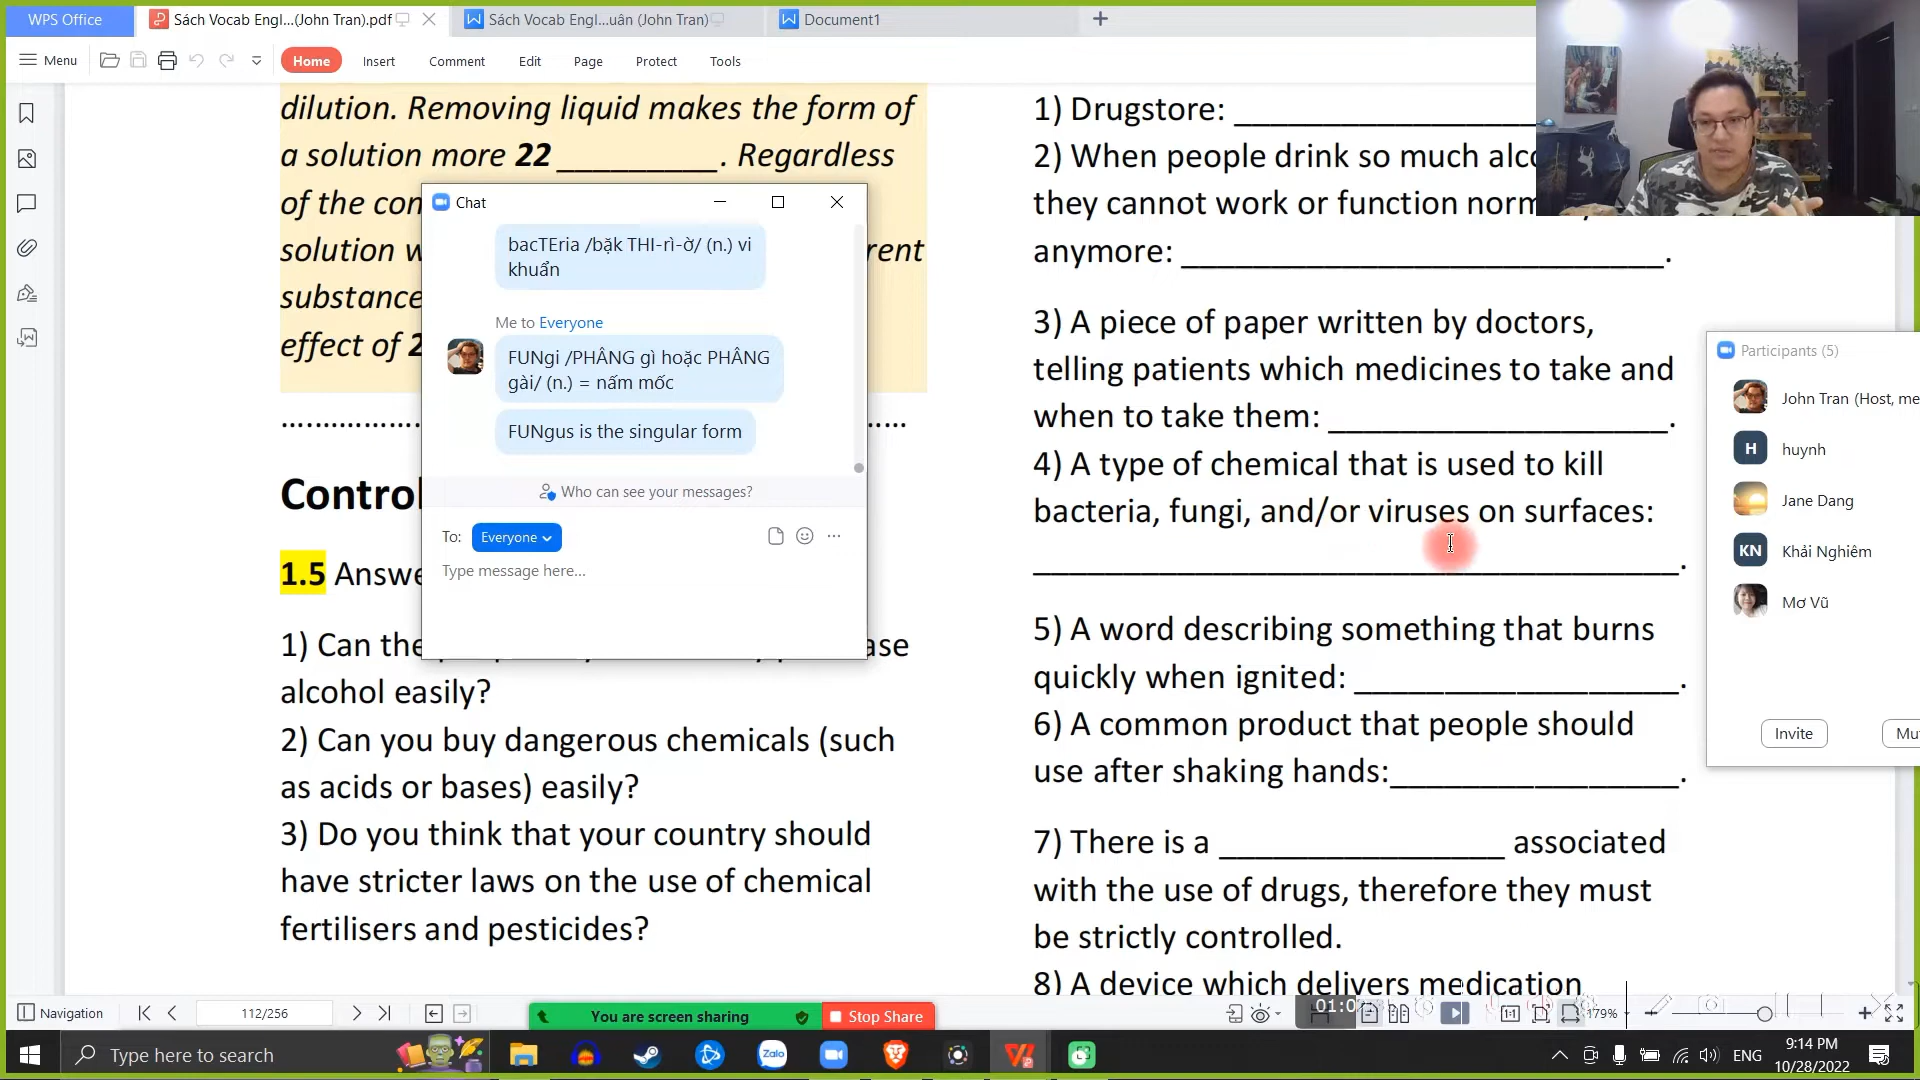 WPS Office
Sách Vocab Engl...(John Tran).pdf
Sách Vocab Engl...uân (John Tran)
Document1
Menu
Home
Insert
Comment
Edit
Page
Protect
Tools
dilution. Removing liquid makes the form of
a solution more 22 __________. Regardless
of the con
solution w
rent
substance
effect of 2
Control
1.5 Answe
1) Can the
ase
alcohol easily?
2) Can you buy dangerous chemicals (such
as acids or bases) easily?
3) Do you think that your country should
have stricter laws on the use of chemical
fertilisers and pesticides?
Chat
bacTEria /bặk THI-rì-ờ/ (n.) vi
khuẩn
Me to Everyone
FUNgi /PHÂNG gì hoặc PHÂNG
gài/ (n.) = nấm mốc
FUNgus is the singular form
Who can see your messages?
To: Everyone
Type message here...
1) Drugstore: ___________________
2) When people drink so much alco
they cannot work or function norm
anymore: ___________________________.
3) A piece of paper written by doctors,
telling patients which medicines to take and
when to take them: ___________________.
4) A type of chemical that is used to kill
bacteria, fungi, and/or viruses on surfaces:
____________________________________.
5) A word describing something that burns
quickly when ignited: __________________.
6) A common product that people should
use after shaking hands:________________.
7) There is a ________________ associated
with the use of drugs, therefore they must
be strictly controlled.
8) A device which delivers medication
Participants (5)
John Tran (Host, me
H huynh
Jane Dang
KN Khải Nghiêm
Mơ Vũ
Invite
Mu
Navigation
112/256
You are screen sharing
Stop Share
01:0
179%
Type here to search
Zalo
ENG
9:14 PM
10/28/2022